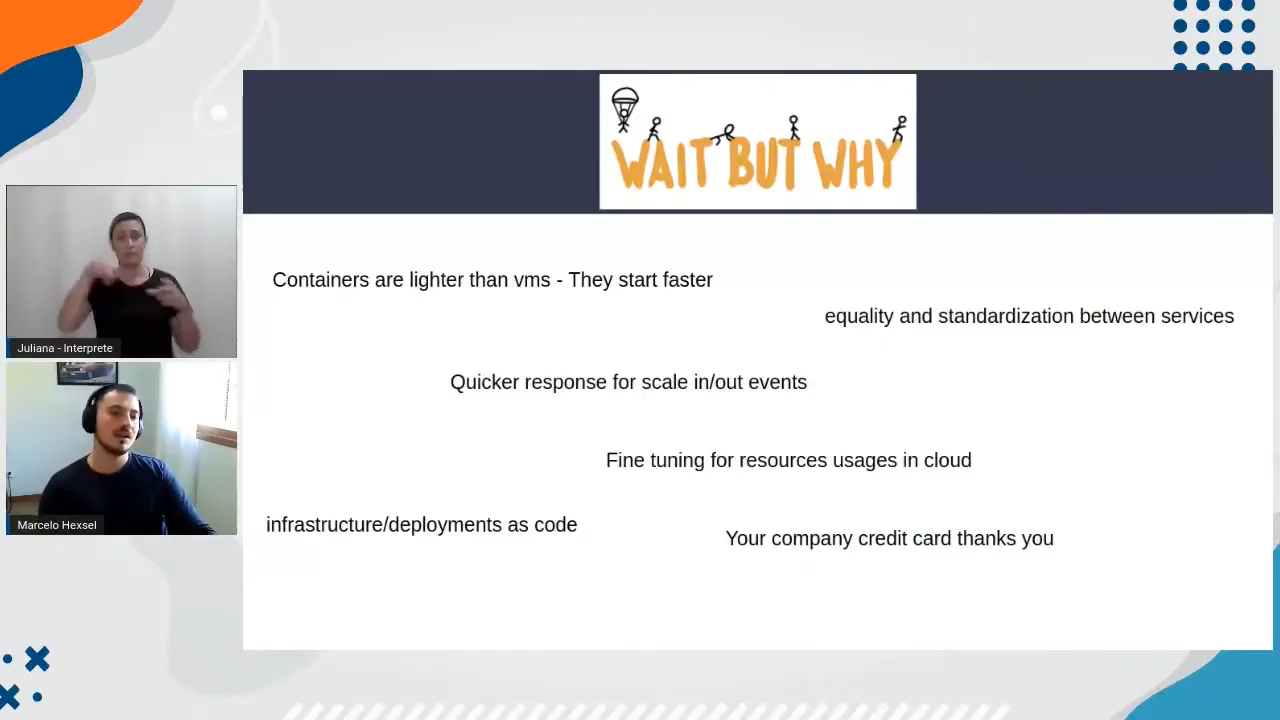 WAIT BUT WHY
Containers are lighter than vms - They start faster
equality and standardization between services
Juliana - Interprete
Quicker response for scale in/out events
Fine tuning for resources usages in cloud
infrastructure/deployments as code
Marcelo Hexsel
Your company credit card thanks you